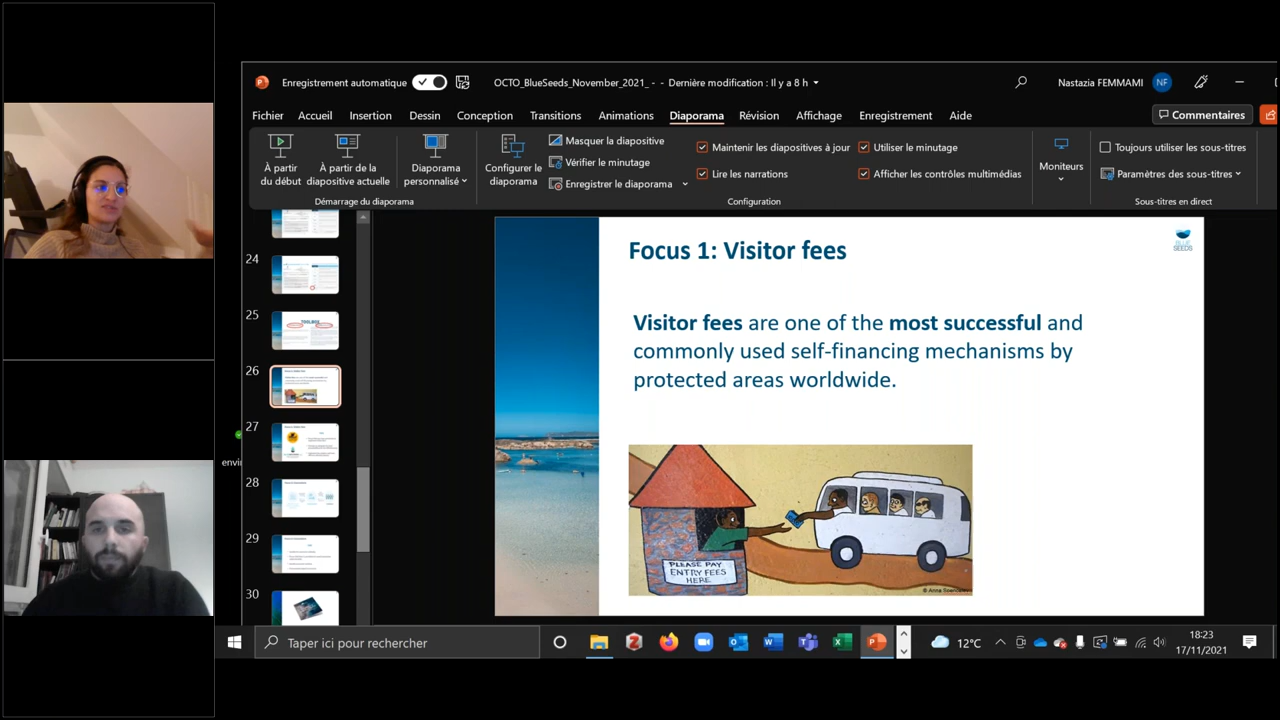 Enregistrement automatique
OCTO_BlueSeeds_November_2021_ - - Dernière modification : Il y a 8 h
Nastazia FEMMAMI NF
Fichier Accueil Insertion Dessin Conception Transitions Animations Diaporama Révision Affichage Enregistrement Aide
Commentaires
À partir du début
À partir de la diapositive actuelle
Diaporama personnalisé
Démarrage du diaporama
Configurer le diaporama
Masquer la diapositive
Vérifier le minutage
Enregistrer le diaporama
Maintenir les diapositives à jour
Lire les narrations
Utiliser le minutage
Afficher les contrôles multimédias
Configuration
Moniteurs
Toujours utiliser les sous-titres
Paramètres des sous-titres
Sous-titres en direct
24
25
TOOLBOX
26
27
28
29
30
envi
Focus 1: Visitor fees
BLUE
SEEDS
Visitor fees are one of the most successful and
commonly used self-financing mechanisms by
protected areas worldwide.
PLEASE PAY
ENTRY FEES
HERE
Taper ici pour rechercher
12°C
18:23
17/11/2021